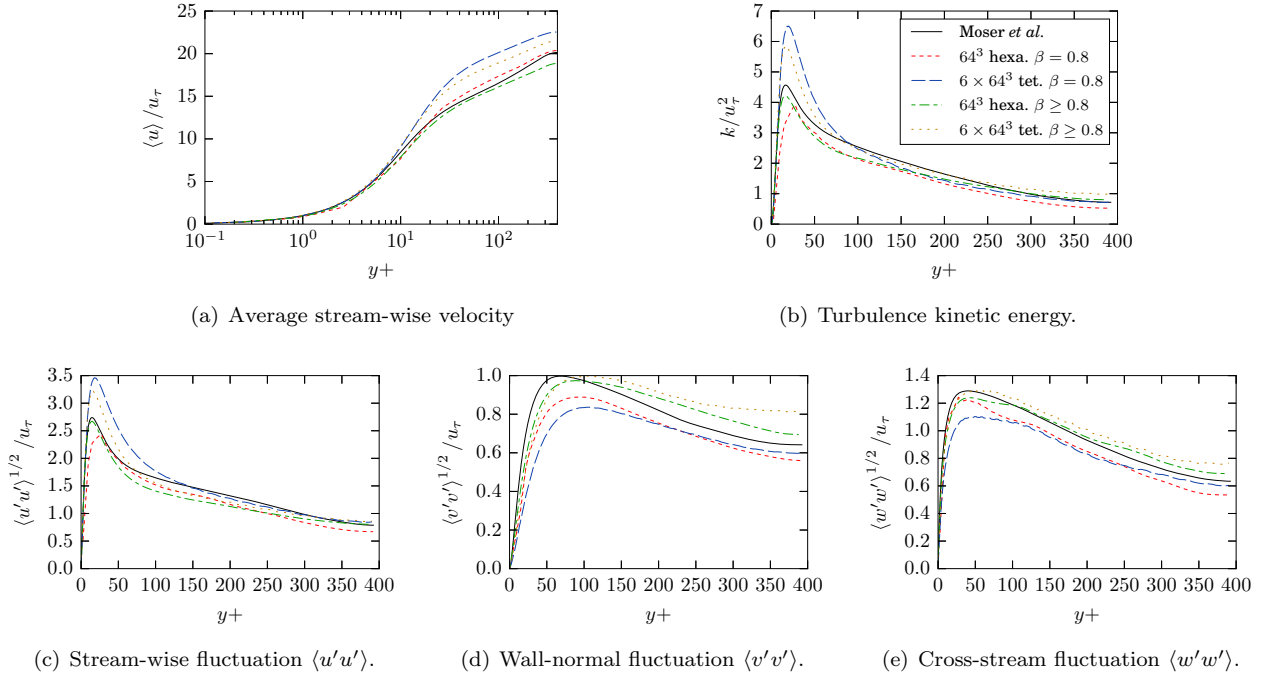 25
20
15
10
5
0
⟨u⟩/u_τ
10^−1 10^0 10^1 10^2
y+
(a) Average stream-wise velocity
7
6
5
4
3
2
1
0
k/u_τ^2
Moser et al.
64^3 hexa. β = 0.8
6 × 64^3 tet. β = 0.8
64^3 hexa. β ≥ 0.8
6 × 64^3 tet. β ≥ 0.8
0 50 100 150 200 250 300 350 400
y+
(b) Turbulence kinetic energy.
3.5
3.0
2.5
2.0
1.5
1.0
0.5
0.0
⟨u′u′⟩^1/2/u_τ
0 50 100 150 200 250 300 350 400
y+
(c) Stream-wise fluctuation ⟨u′u′⟩.
1.0
0.8
0.6
0.4
0.2
0.0
⟨v′v′⟩^1/2/u_τ
0 50 100 150 200 250 300 350 400
y+
(d) Wall-normal fluctuation ⟨v′v′⟩.
1.4
1.2
1.0
0.8
0.6
0.4
0.2
0.0
⟨w′w′⟩^1/2/u_τ
0 50 100 150 200 250 300 350 400
y+
(e) Cross-stream fluctuation ⟨w′w′⟩.